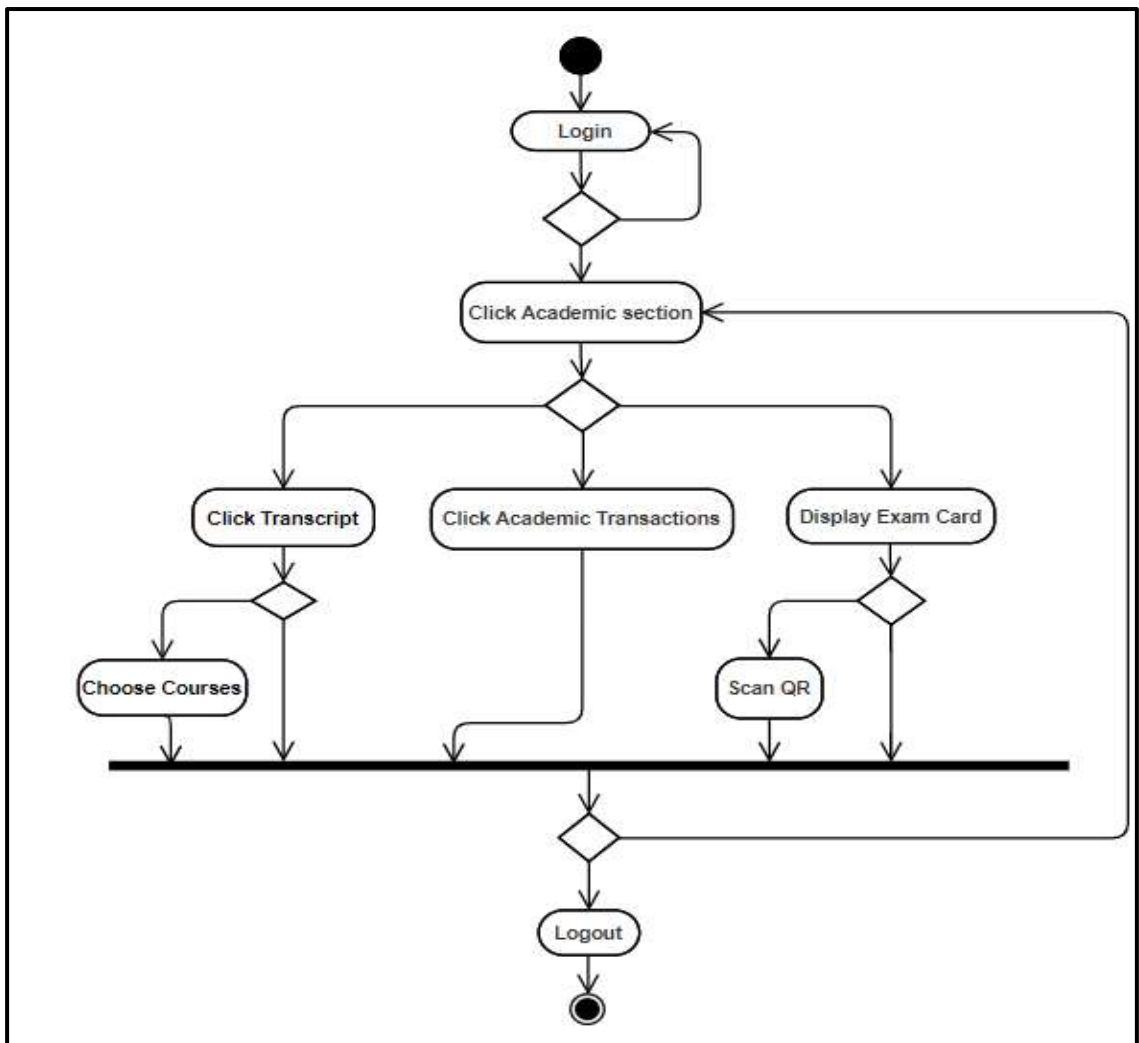 Login
Click Academic section
Click Transcript
Click Academic Transactions
Display Exam Card
Choose Courses
Scan QR
Logout